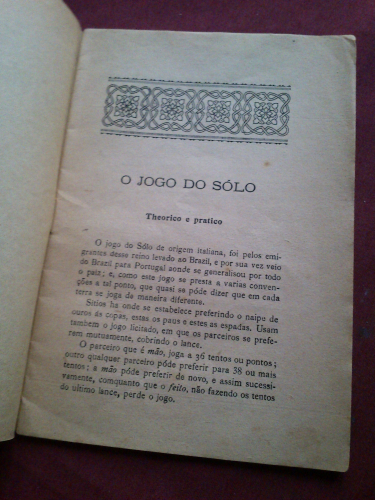 O JOGO DO SÓLO
Theorico e pratico
O jogo do Sólo de origem italiana, foi pelos emi-
grantes desse reino levado ao Brazil, e por sua vez veio
do Brazil para Portugal aonde se generalisou por todo
o paiz; e, como este jogo se presta a varias conven-
ções a tal ponto, que quasi se póde dizer que em cada
terra se joga da maneira diferente.
Sitios ha onde se estabelece preferindo o naipe de
ouros ás copas, estas os paus e estes as espadas. Usam
tambem o jogo licitado, em que os parceiros se prefe-
rem mutuamente, cobrindo o lance.
O parceiro que é mão, joga a 36 tentos ou pontos;
outro qualquer parceiro póde preferir para 38 ou mais
tentos; a mão póde preferir de novo, e assim sucessi-
vamente, comquanto que o feito, não fazendo os tentos
do ultimo lance, perde o jogo.